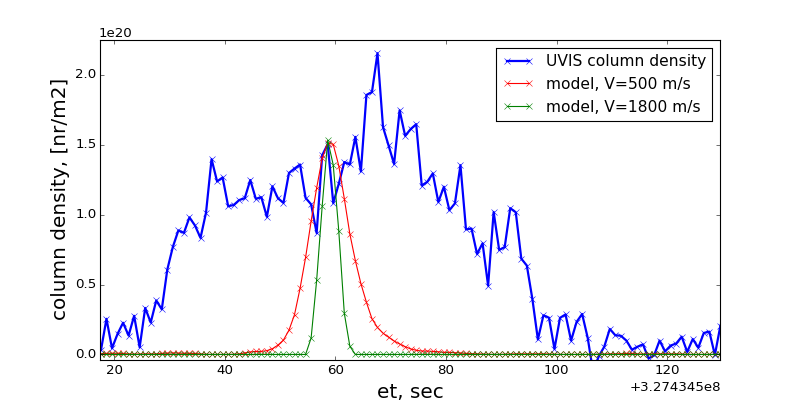 1e20
2.0
1.5
1.0
0.5
0.0
column density, [nr/m2]
UVIS column density
model, V=500 m/s
model, V=1800 m/s
20 40 60 80 100 120
+3.274345e8
et, sec